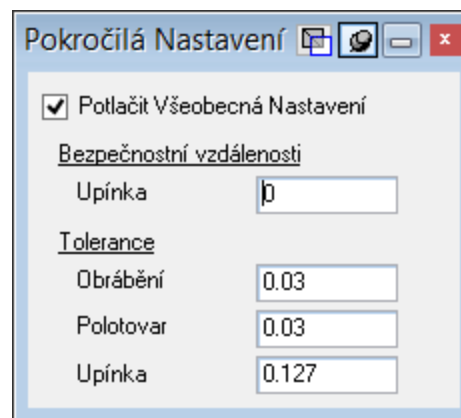 Pokročilá Nastavení
Potlačit Všeobecná Nastavení
Bezpečnostní vzdálenosti
Upínka 0
Tolerance
Obrábění 0.03
Polotovar 0.03
Upínka 0.127